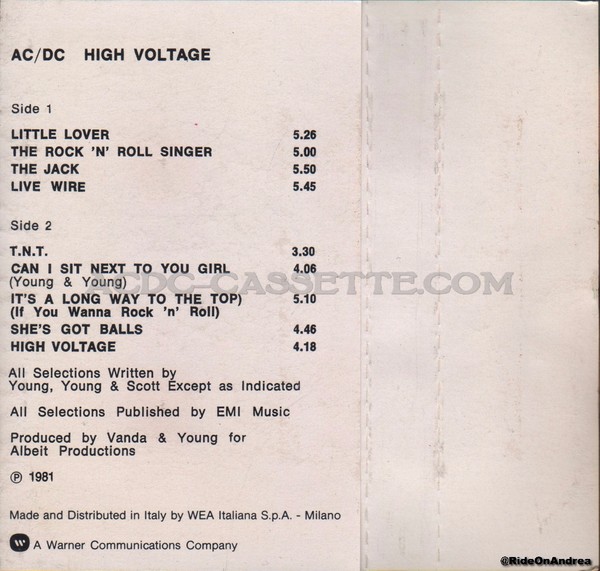 AC/DC HIGH VOLTAGE
Side 1
LITTLE LOVER 5.26
THE ROCK 'N' ROLL SINGER 5.00
THE JACK 5.50
LIVE WIRE 5.45
Side 2
T.N.T. 3.30
CAN I SIT NEXT TO YOU GIRL 4.06
(Young & Young)
ACDC-CASSETTE.COM
IT'S A LONG WAY TO THE TOP) 5.10
(If You Wanna Rock 'n' Roll)
SHE'S GOT BALLS 4.46
HIGH VOLTAGE 4.18
All Selections Written by
Young, Young & Scott Except as Indicated
All Selections Published by EMI Music
Produced by Vanda & Young for
Albeit Productions
℗ 1981
Made and Distributed in Italy by WEA Italiana S.p.A. - Milano
A Warner Communications Company
@RideOnAndrea